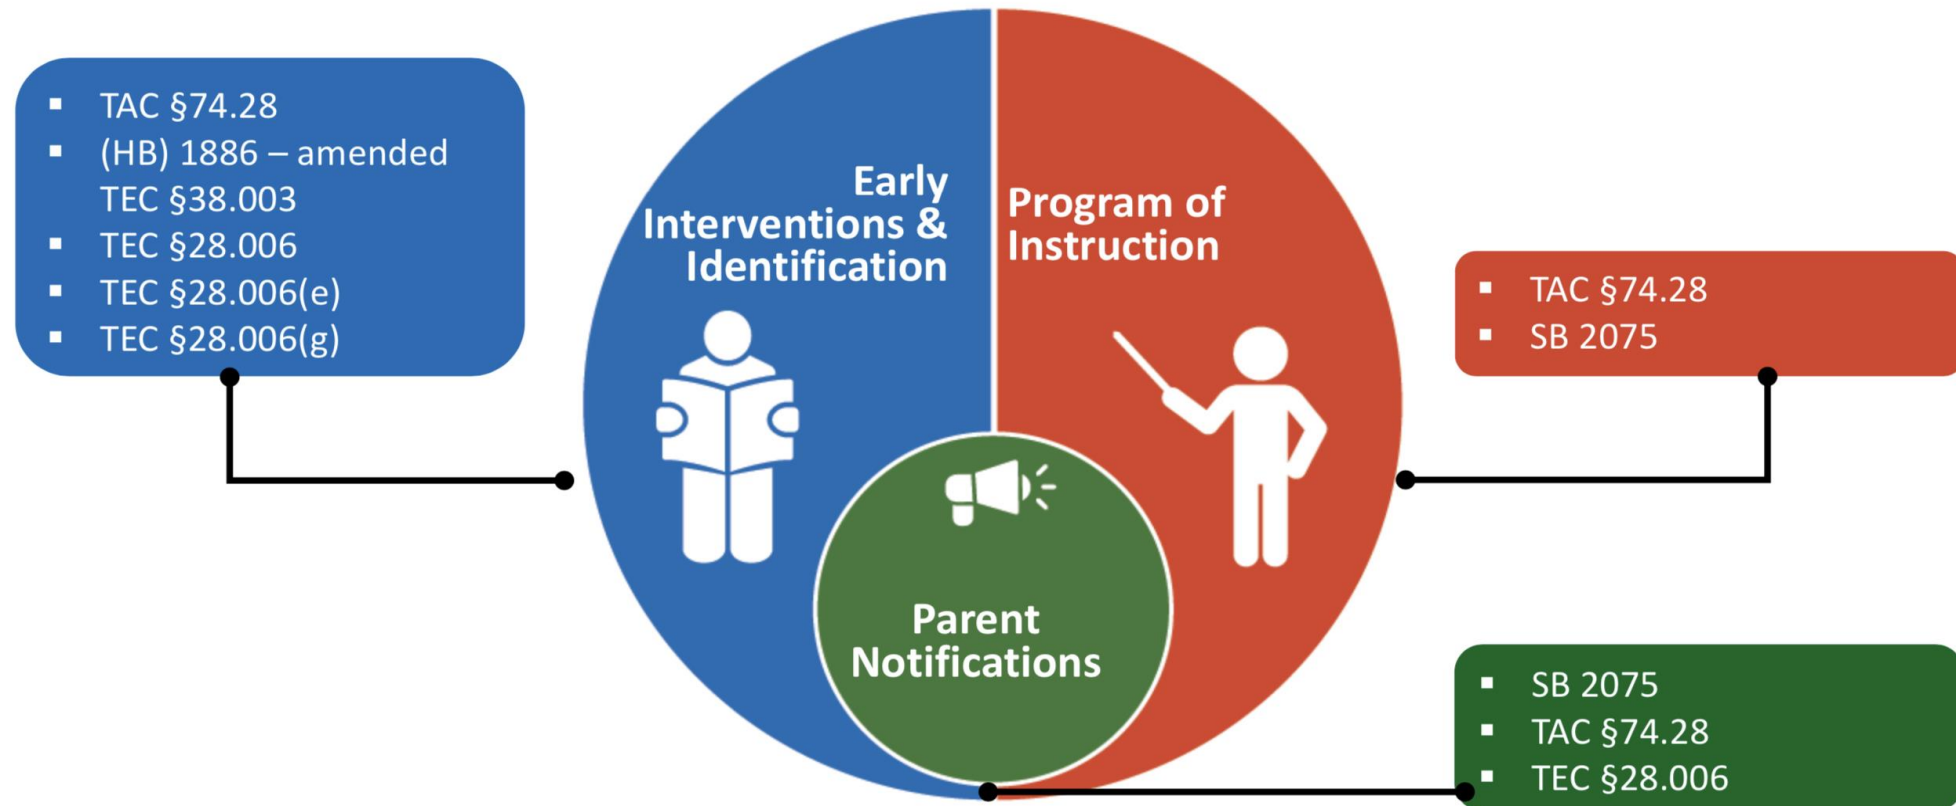 ▪ TAC §74.28
▪ (HB) 1886 – amended
TEC §38.003
▪ TEC §28.006
▪ TEC §28.006(e)
▪ TEC §28.006(g)
Early
Interventions &
Identification
Program of
Instruction
▪ TAC §74.28
▪ SB 2075
Parent
Notifications
▪ SB 2075
▪ TAC §74.28
▪ TEC §28.006